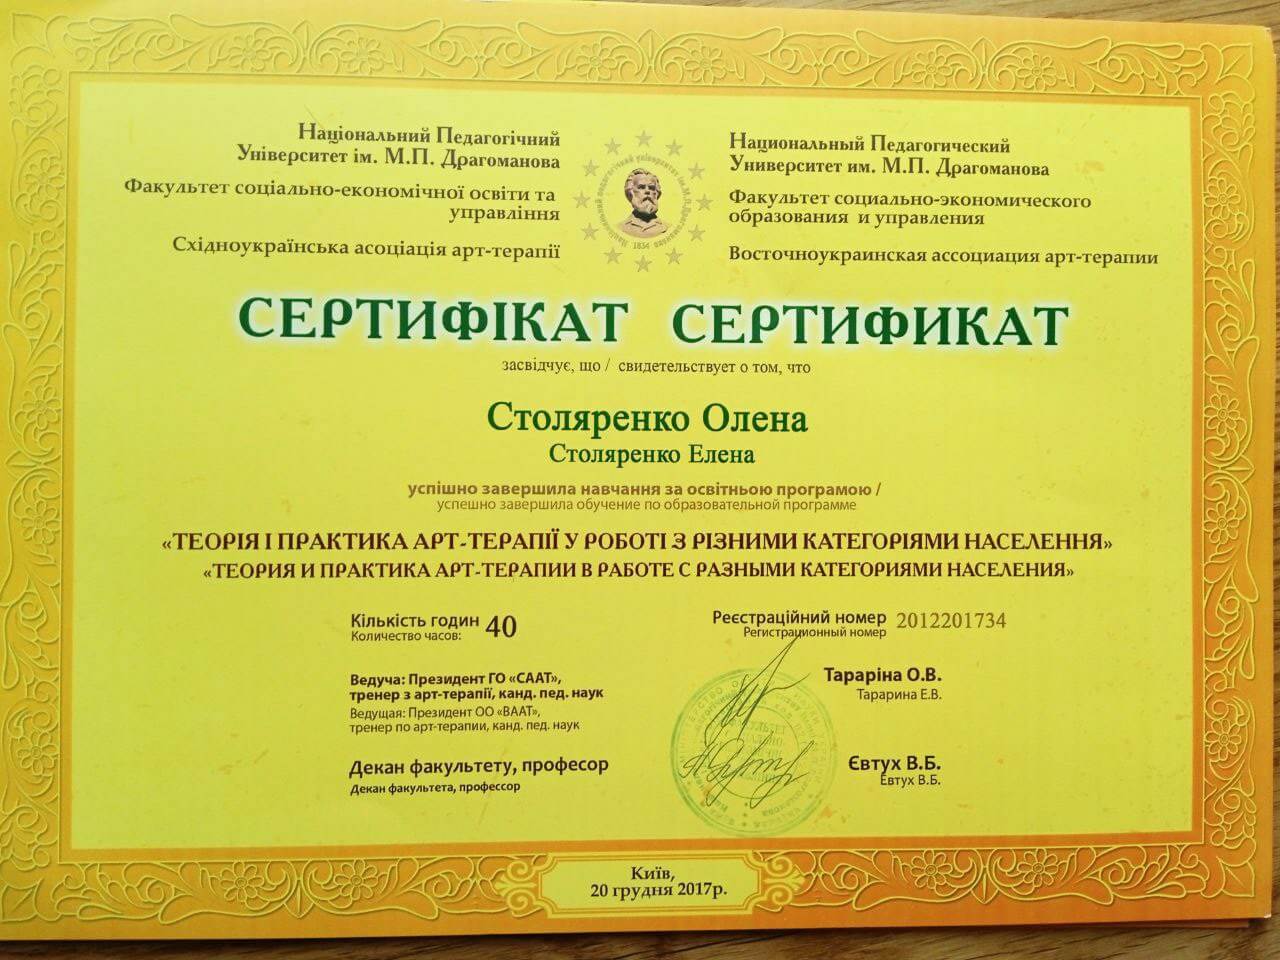 Національний Педагогічний
Університет ім. М.П. Драгоманова
Факультет соціально-економічної освіти та
управління
Східноукраїнська асоціація арт-терапії
Национальный Педагогический
Университет им. М.П. Драгоманова
Факультет социально-экономического
образования и управления
Восточноукраинская ассоциация арт-терапии
1834
СЕРТИФІКАТ СЕРТИФИКАТ
засвідчує, що / свидетельствует о том, что
Столяренко Олена
Столяренко Елена
успішно завершила навчання за освітньою програмою /
успешно завершила обучение по образовательной программе
«ТЕОРІЯ І ПРАКТИКА АРТ-ТЕРАПІЇ У РОБОТІ З РІЗНИМИ КАТЕГОРІЯМИ НАСЕЛЕННЯ»
«ТЕОРИЯ И ПРАКТИКА АРТ-ТЕРАПИИ В РАБОТЕ С РАЗНЫМИ КАТЕГОРИЯМИ НАСЕЛЕНИЯ»
Кількість годин 40
Количество часов:
Реєстраційний номер 2012201734
Регистрационный номер
Ведуча: Президент ГО «СААТ»,
тренер з арт-терапії, канд. пед. наук
Ведущая: Президент ОО «ВААТ»,
тренер по арт-терапии, канд. пед. наук
Тараріна О.В.
Тарарина Е.В.
Декан факультету, професор
Декан факультета, профессор
Євтух В.Б.
Евтух В.Б.
Київ,
20 грудня 2017р.